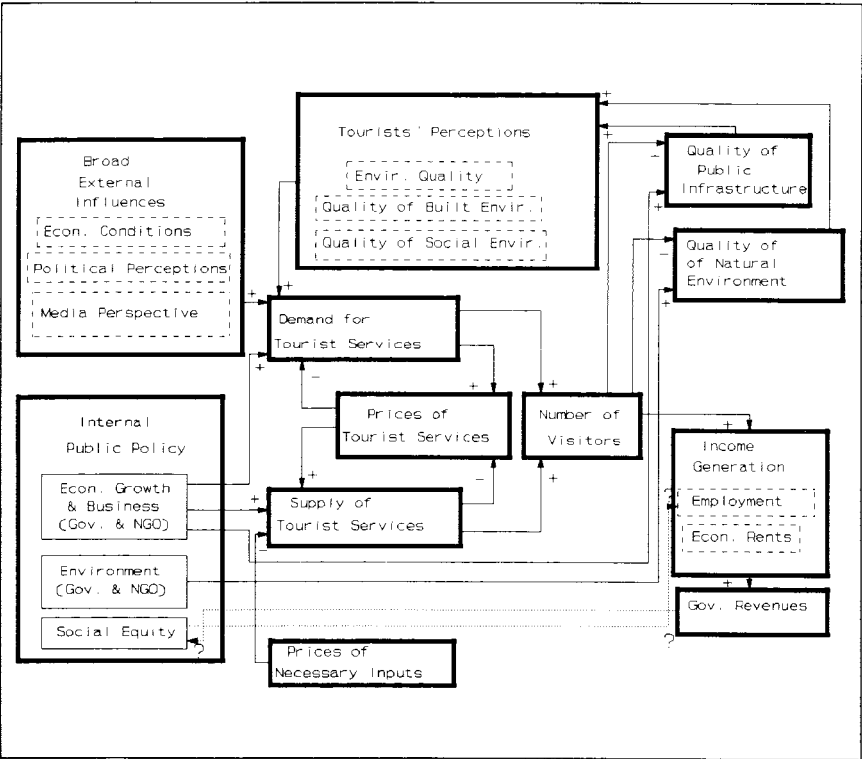 Tourists' Perceptions
Envir. Quality
Quality of Built Envir.
Quality of Social Envir.
Broad
External
Influences
Econ. Conditions
Political Perceptions
Media Perspective
Quality of
Public
Infrastructure
Quality of
of Natural
Environment
Demand for
Tourist Services
Prices of
Tourist Services
Number of
Visitors
Supply of
Tourist Services
Internal
Public Policy
Econ. Growth
& Business
(Gov. & NGO)
Environment
(Gov. & NGO)
Social Equity
Income
Generation
Employment
Econ. Rents
Gov. Revenues
Prices of
Necessary Inputs
+
+
-
+
-
+
+
+
+
-
+
+
+
-
+
+
-
+
+
?
?
?